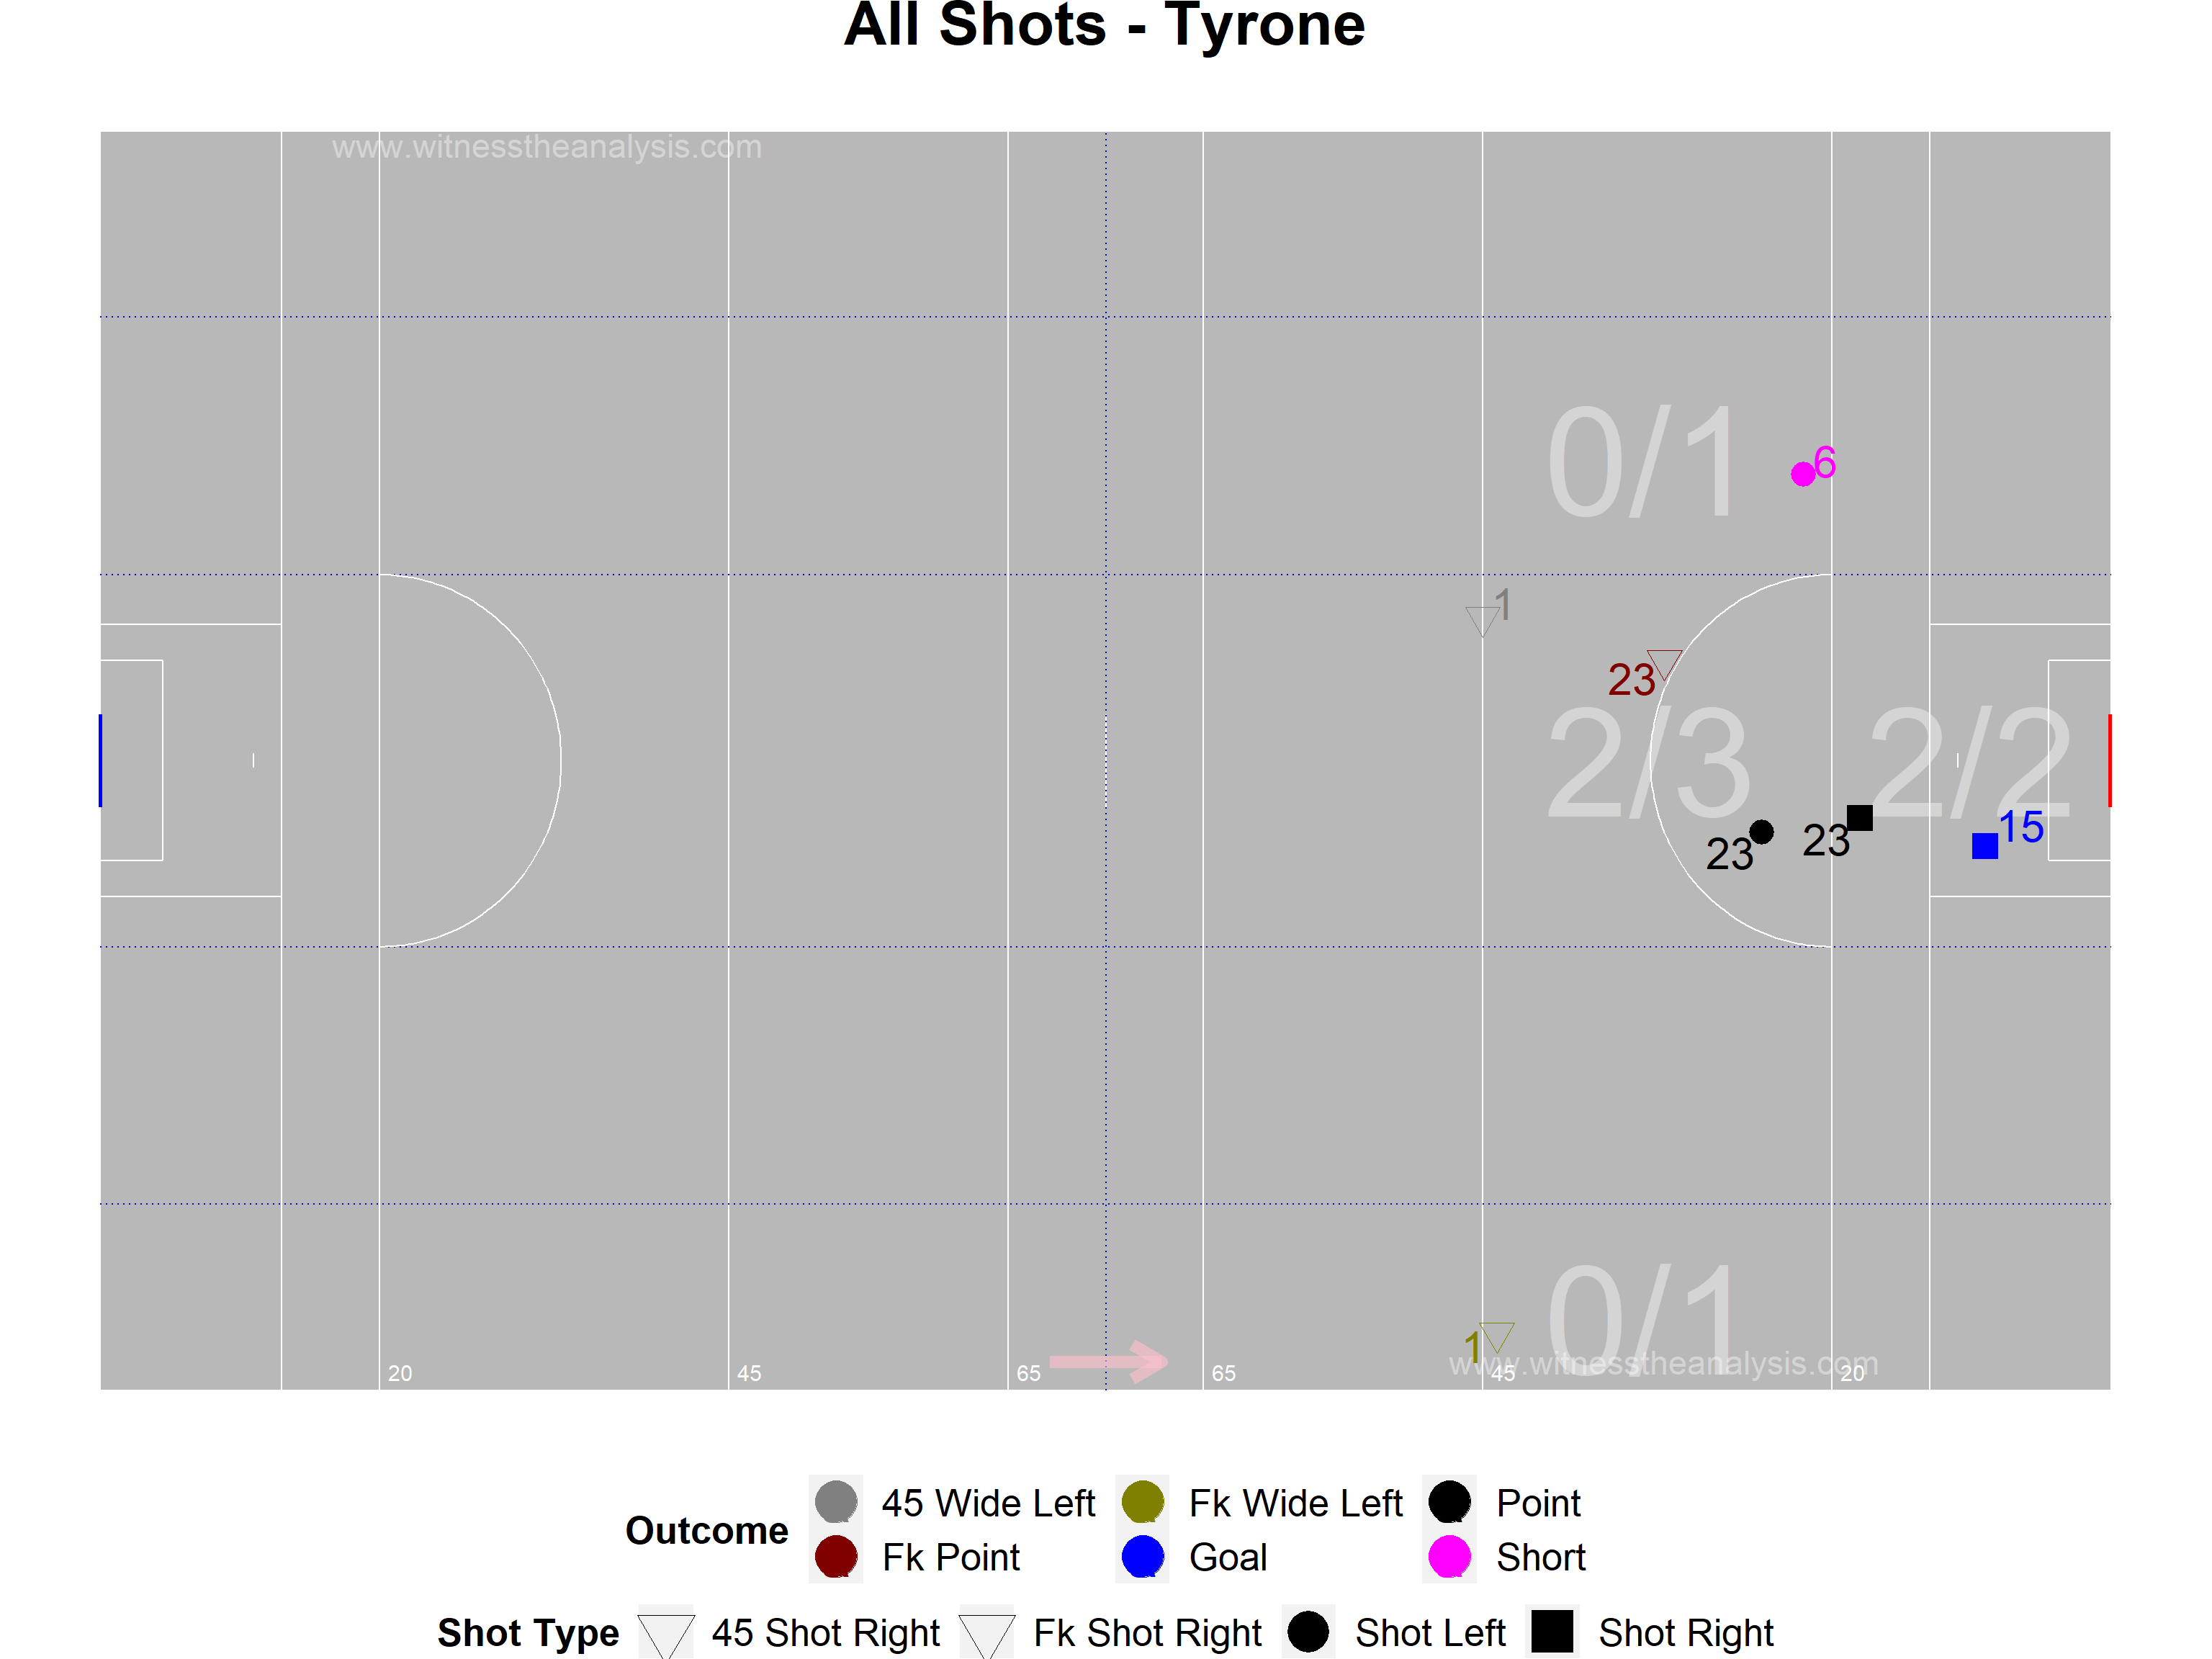 All Shots - Tyrone
www.witnesstheanalysis.com
0/1
6
1
23
2/3
2/2
23
23
15
0/1
1
www.witnesstheanalysis.com
20
45
65
65
45
20
Outcome
45 Wide Left
Fk Wide Left
Point
Fk Point
Goal
Short
Shot Type
45 Shot Right
Fk Shot Right
Shot Left
Shot Right